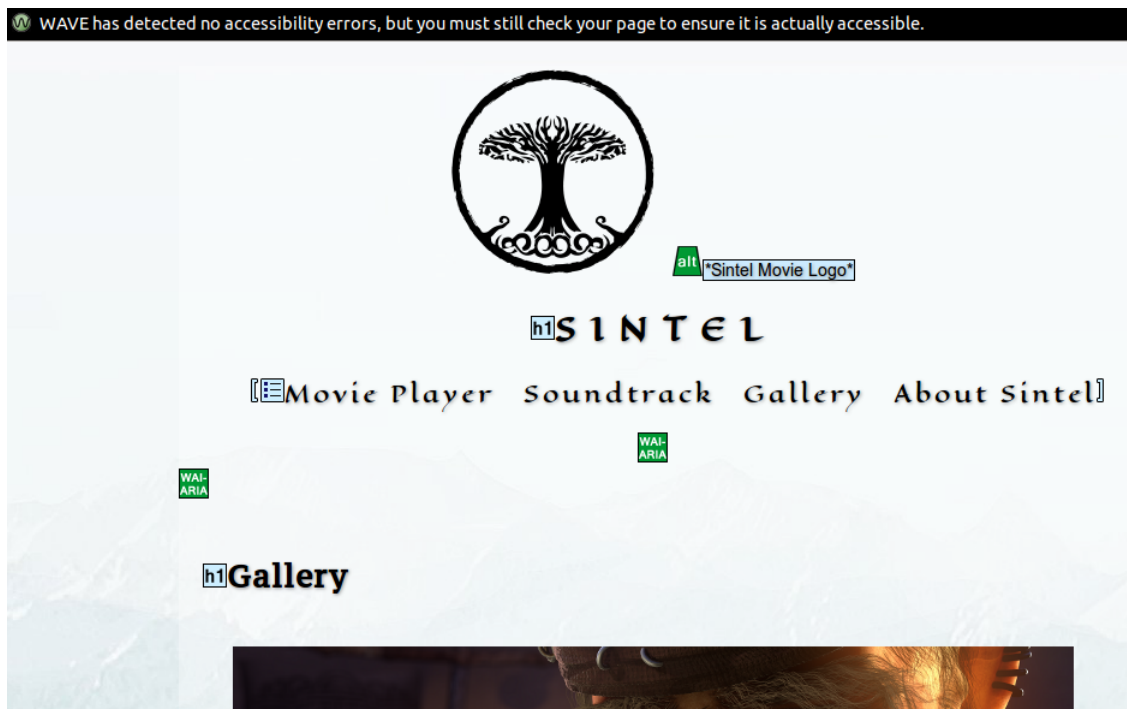 WAVE has detected no accessibility errors, but you must still check your page to ensure it is actually accessible.
alt *Sintel Movie Logo*
h1 SINTEL
Movie Player Soundtrack Gallery About Sintel
WAI-ARIA
WAI-ARIA
h1 Gallery